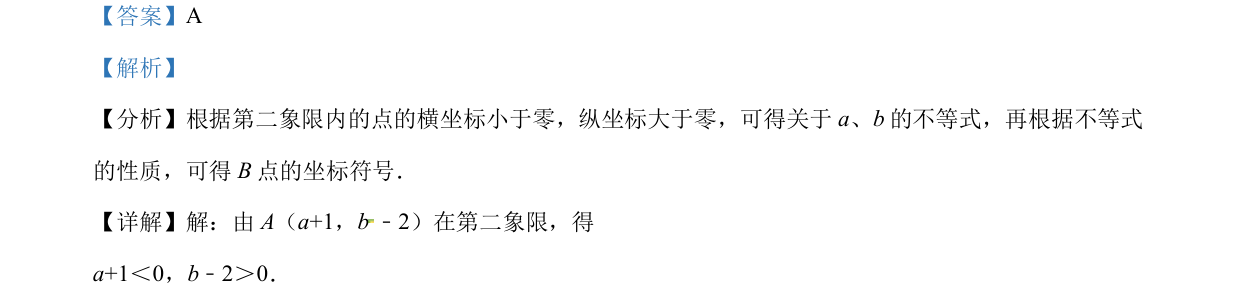 【答案】A
【解析】
【分析】根据第二象限内的点的横坐标小于零，纵坐标大于零，可得关于 a、b 的不等式，再根据不等式
的性质，可得 B 点的坐标符号．
【详解】解：由 A（a+1，b﹣2）在第二象限，得
a+1＜0，b﹣2＞0．